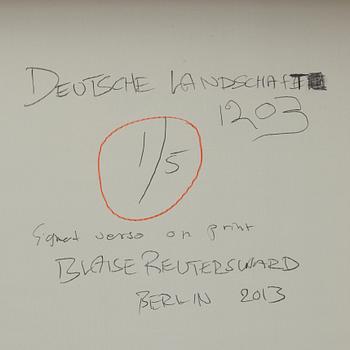 DEUTSCHE LANDSCHAFT
1203
1/5
Signed verso on print
BLAISE REUTERSWARD
BERLIN 2013